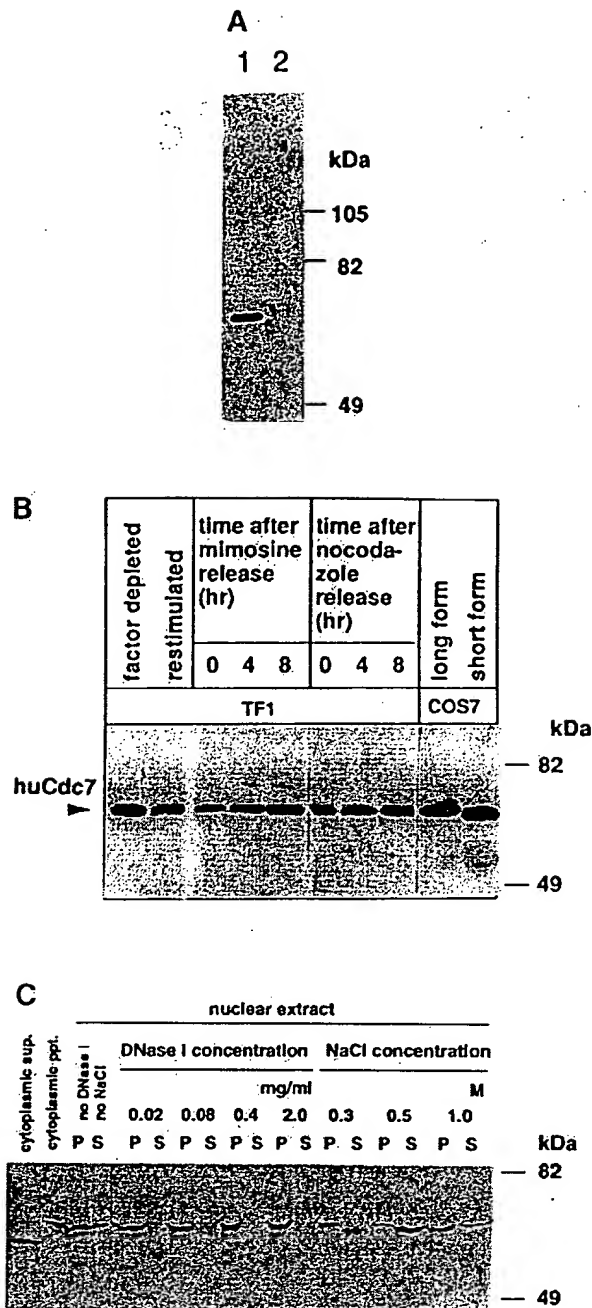 A
1 2
kDa
105
82
49
B
factor depleted
restimulated
time after
mimosine
release
(hr)
0 4 8
time after
nocoda-
zole
release
(hr)
0 4 8
long form
short form
TF1
COS7
kDa
82
huCdc7
49
C
nuclear extract
cytoplasmic sup.
cytoplasmic ppt.
no DNase I
no NaCl
DNase I concentration
NaCl concentration
mg/ml
M
0.02 0.08 0.4 2.0 0.3 0.5 1.0
P S P S P S P S P S P S P S P S
kDa
82
49